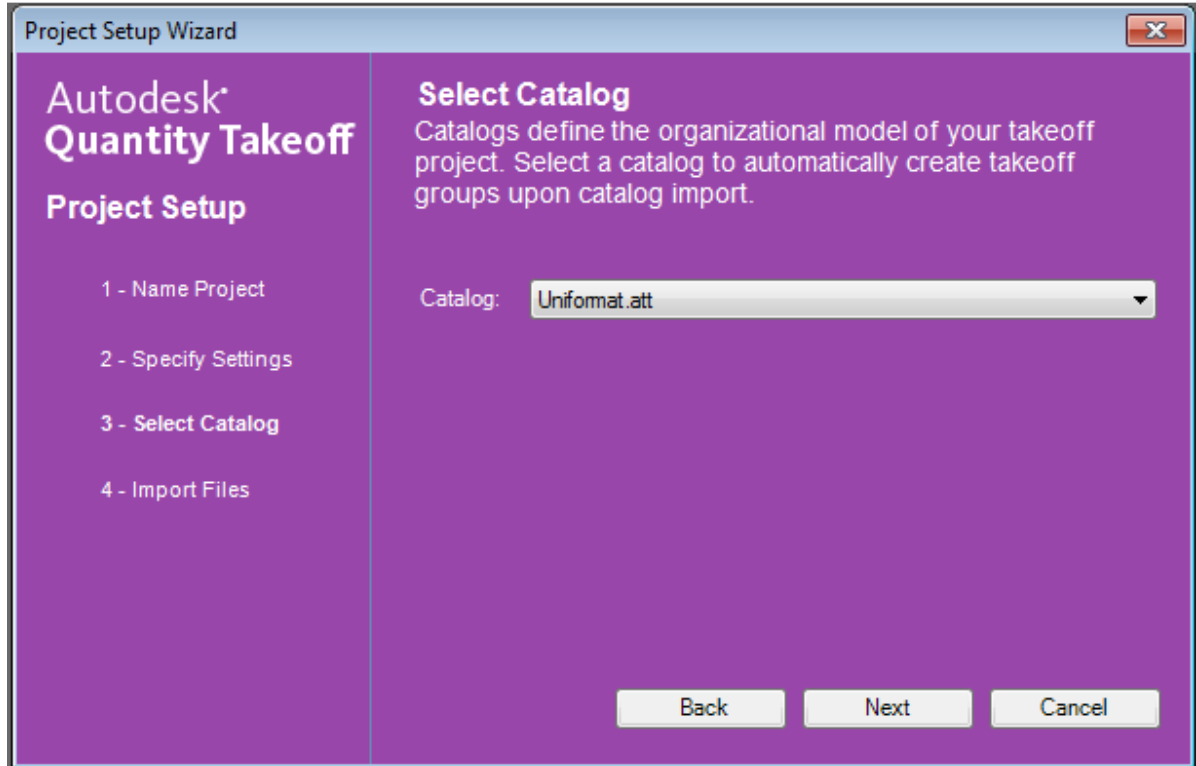 Project Setup Wizard
Autodesk®
Quantity Takeoff
Project Setup
1 - Name Project
2 - Specify Settings
3 - Select Catalog
4 - Import Files
Select Catalog
Catalogs define the organizational model of your takeoff
project. Select a catalog to automatically create takeoff
groups upon catalog import.
Catalog: Uniformat.att
Back Next Cancel